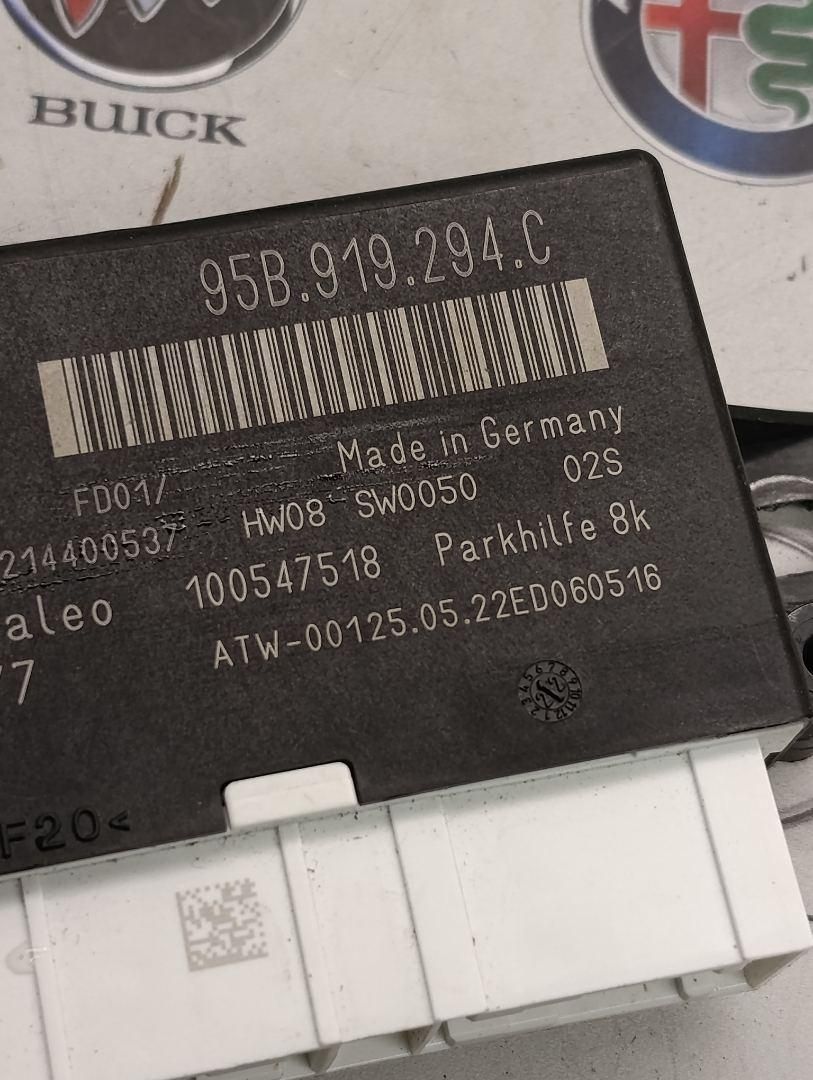 BUICK
95B.919.294.C
Made in Germany
FD01/
HW08 SW0050 02S
214400537
100547518 Parkhilfe 8k
aleo
ATW-00125.05.22ED060516
77
F20<